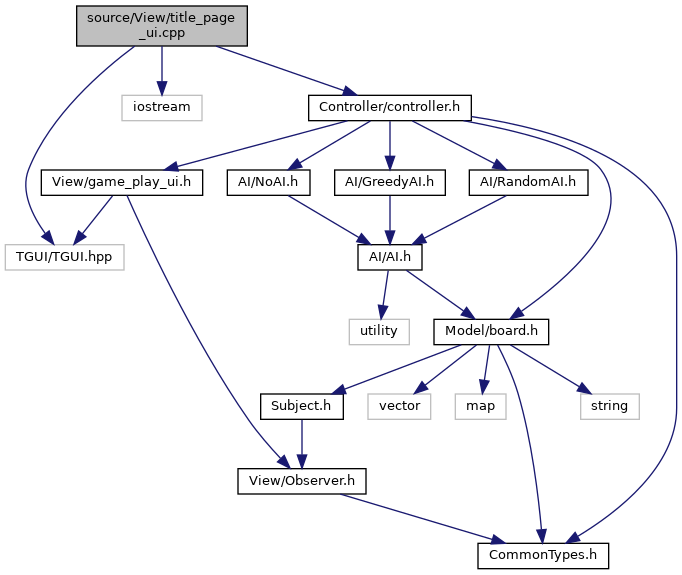 source/View/title_page
_ui.cpp
iostream
Controller/controller.h
View/game_play_ui.h
AI/NoAI.h
AI/GreedyAI.h
AI/RandomAI.h
TGUI/TGUI.hpp
AI/AI.h
utility
Model/board.h
Subject.h
vector
map
string
View/Observer.h
CommonTypes.h